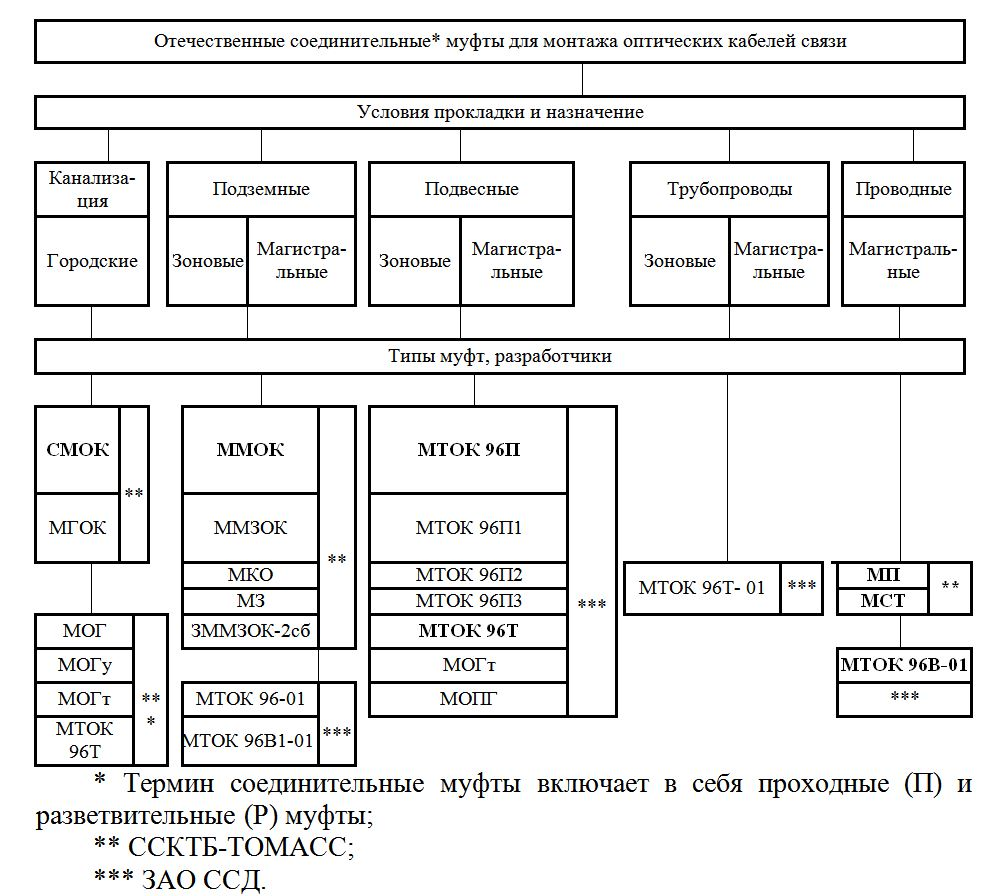 Отечественные соединительные* муфты для монтажа оптических кабелей связи
Условия прокладки и назначение
Канализа-
ция
Подземные
Подвесные
Трубопроводы
Проводные
Городские
Зоновые
Магистра-
льные
Зоновые
Магистра-
льные
Зоновые
Магистра-
льные
Магистраль-
ные
Типы муфт, разработчики
СМОК
МГОК
**
МОГ
МОГу
МОГт
МТОК
96Т
**
*
ММОК
ММЗОК
МКО
МЗ
ЗММЗОК-2сб
**
МТОК 96-01
МТОК 96В1-01
***
МТОК 96П
МТОК 96П1
МТОК 96П2
МТОК 96П3
МТОК 96Т
МОГт
МОПГ
***
МТОК 96Т- 01
***
МП
МСТ
**
МТОК 96В-01
***
* Термин соединительные муфты включает в себя проходные (П) и
разветвительные (Р) муфты;
** ССКТБ-ТОМАСС;
*** ЗАО ССД.